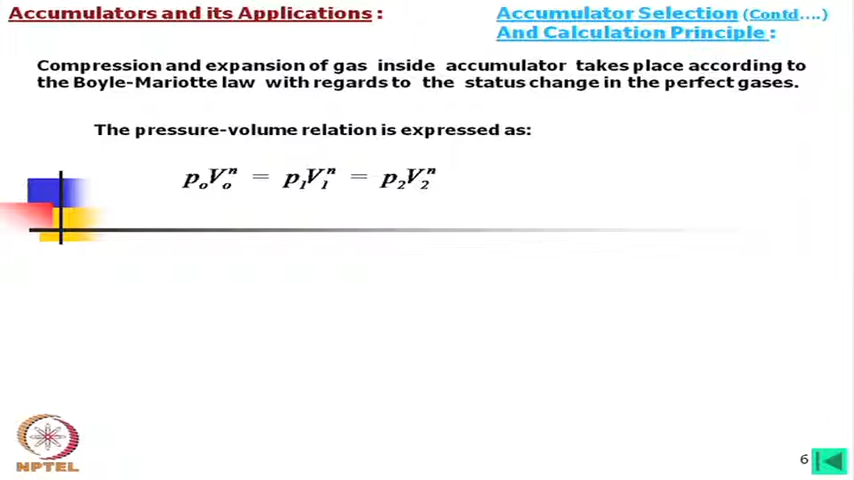 Accumulators and its Applications :
Accumulator Selection (Contd....)
And Calculation Principle :
Compression and expansion of gas inside accumulator takes place according to
the Boyle-Mariotte law with regards to the status change in the perfect gases.
The pressure-volume relation is expressed as:
pₒVₒⁿ = p₁V₁ⁿ = p₂V₂ⁿ
NPTEL
6